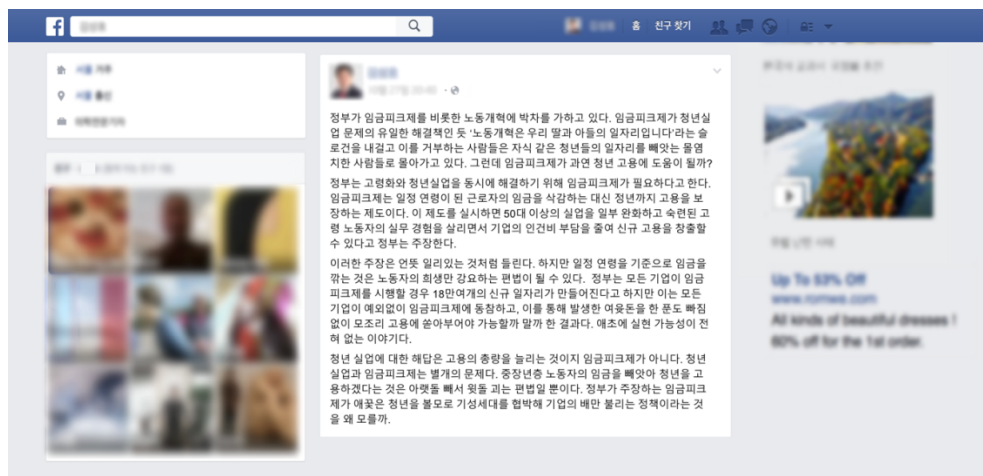 홈 친구 찾기
정부가 임금피크제를 비롯한 노동개혁에 박차를 가하고 있다. 임금피크제가 청년실
업 문제의 유일한 해결책인 듯 ‘노동개혁은 우리 딸과 아들의 일자리입니다’라는 슬
로건을 내걸고 이를 거부하는 사람들은 자식 같은 청년들의 일자리를 빼앗는 몰염
치한 사람들로 몰아가고 있다. 그런데 임금피크제가 과연 청년 고용에 도움이 될까?
정부는 고령화와 청년실업을 동시에 해결하기 위해 임금피크제가 필요하다고 한다.
임금피크제는 일정 연령이 된 근로자의 임금을 삭감하는 대신 정년까지 고용을 보
장하는 제도이다. 이 제도를 실시하면 50대 이상의 실업을 일부 완화하고 숙련된 고
령 노동자의 실무 경험을 살리면서 기업의 인건비 부담을 줄여 신규 고용을 창출할
수 있다고 정부는 주장한다.
이러한 주장은 언뜻 일리있는 것처럼 들린다. 하지만 일정 연령을 기준으로 임금을
깎는 것은 노동자의 희생만 강요하는 편법이 될 수 있다. 정부는 모든 기업이 임금
피크제를 시행할 경우 18만여개의 신규 일자리가 만들어진다고 하지만 이는 모든
기업이 예외없이 임금피크제에 동참하고, 이를 통해 발생한 여윳돈을 한 푼도 빠짐
없이 모조리 고용에 쏟아부어야 가능할까 말까 한 결과다. 애초에 실현 가능성이 전
혀 없는 이야기다.
청년 실업에 대한 해답은 고용의 총량을 늘리는 것이지 임금피크제가 아니다. 청년
실업과 임금피크제는 별개의 문제다. 중장년층 노동자의 임금을 빼앗아 청년을 고
용하겠다는 것은 아랫돌 빼서 윗돌 괴는 편법일 뿐이다. 정부가 주장하는 임금피크
제가 애꿎은 청년을 볼모로 기성세대를 협박해 기업의 배만 불리는 정책이라는 것
을 왜 모를까.
Up To 53% Off
www.romwe.com
All kinds of beautiful dresses !
60% off for the 1st order.